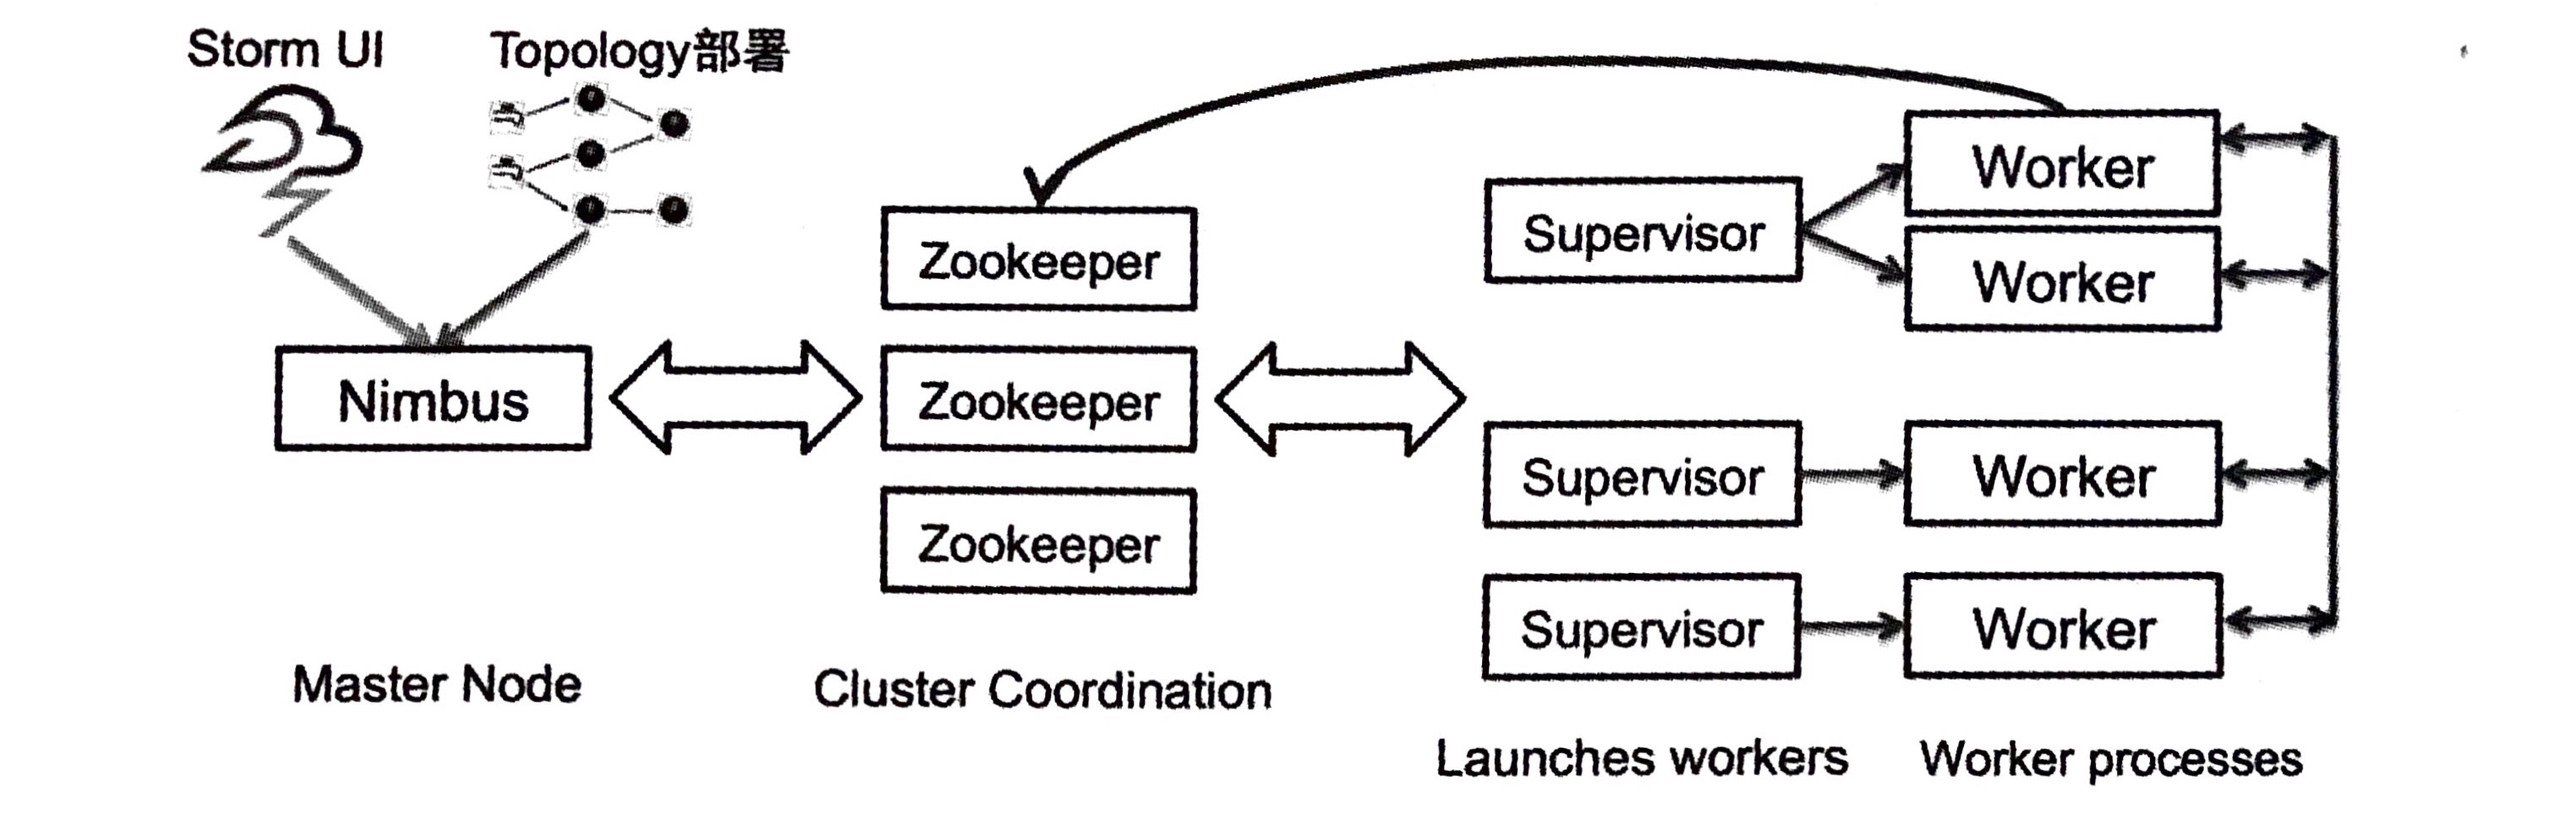 Storm UI
Topology部署
Nimbus
Master Node
Zookeeper
Zookeeper
Zookeeper
Cluster Coordination
Supervisor
Supervisor
Supervisor
Launches workers
Worker
Worker
Worker
Worker
Worker processes